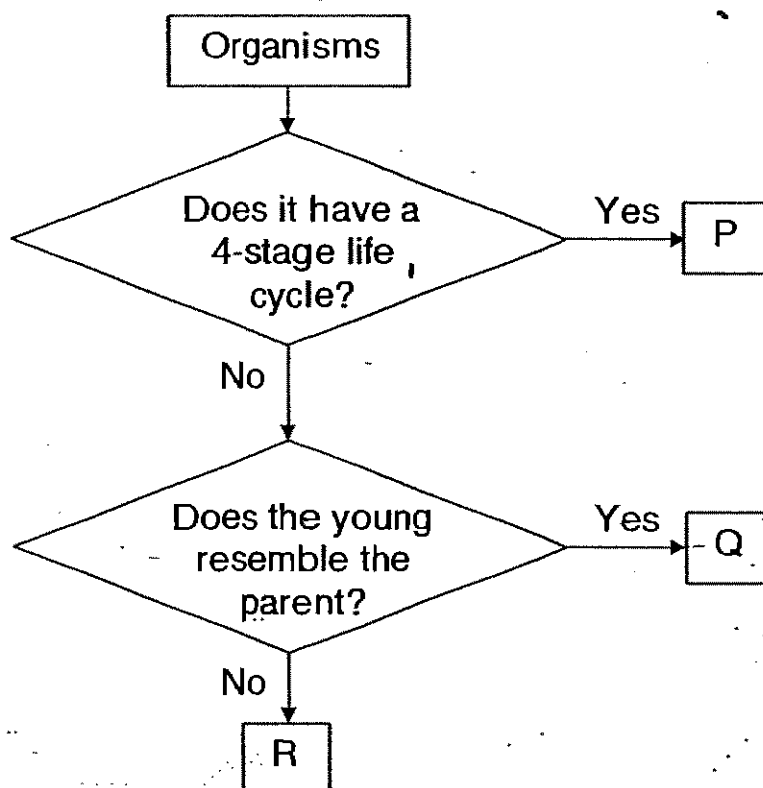 Organisms
Does it have a
4-stage life
cycle?
Yes
P
No
Does the young
resemble the
parent?
Yes
Q
No
R